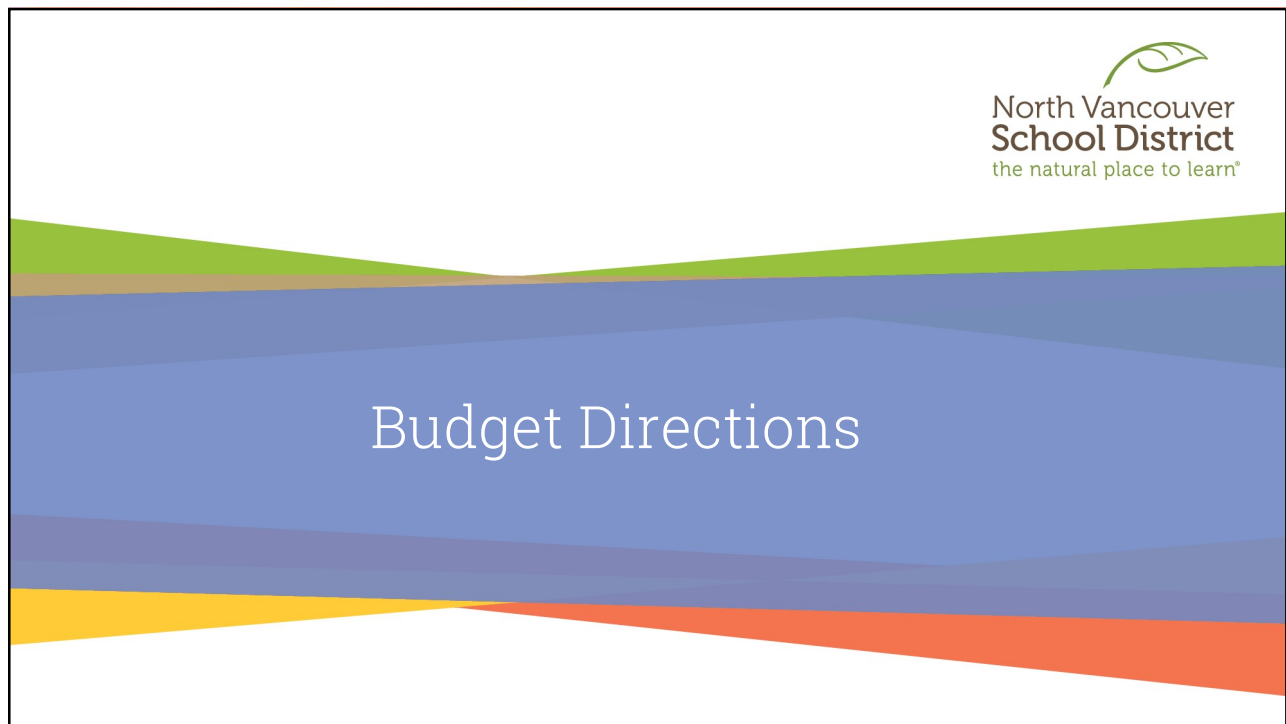 North Vancouver
School District
the natural place to learn®
Budget Directions